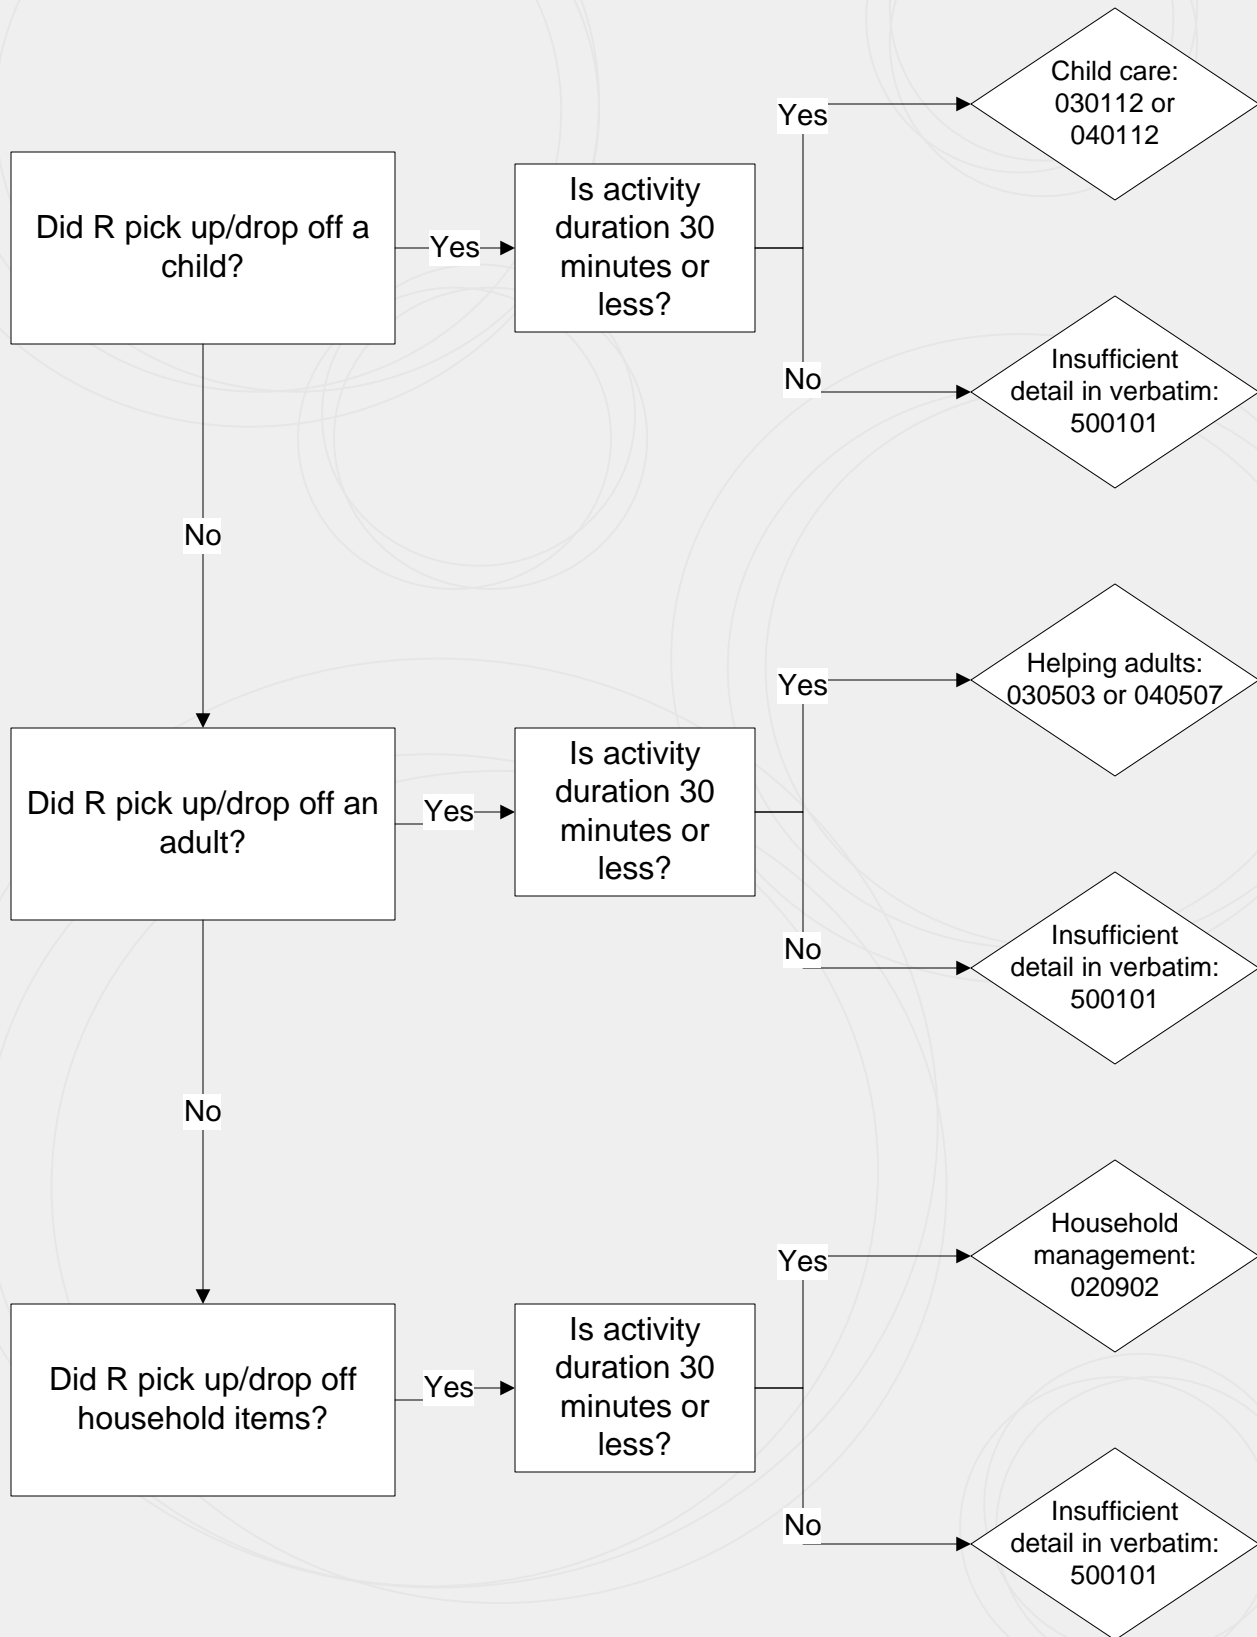 Child care:
030112 or
040112
Yes
Did R pick up/drop off a
child?
Yes
Is activity
duration 30
minutes or
less?
No
Insufficient
detail in verbatim:
500101
No
Helping adults:
030503 or 040507
Yes
Did R pick up/drop off an
adult?
Yes
Is activity
duration 30
minutes or
less?
No
Insufficient
detail in verbatim:
500101
No
Household
management:
020902
Yes
Did R pick up/drop off
household items?
Yes
Is activity
duration 30
minutes or
less?
No
Insufficient
detail in verbatim:
500101